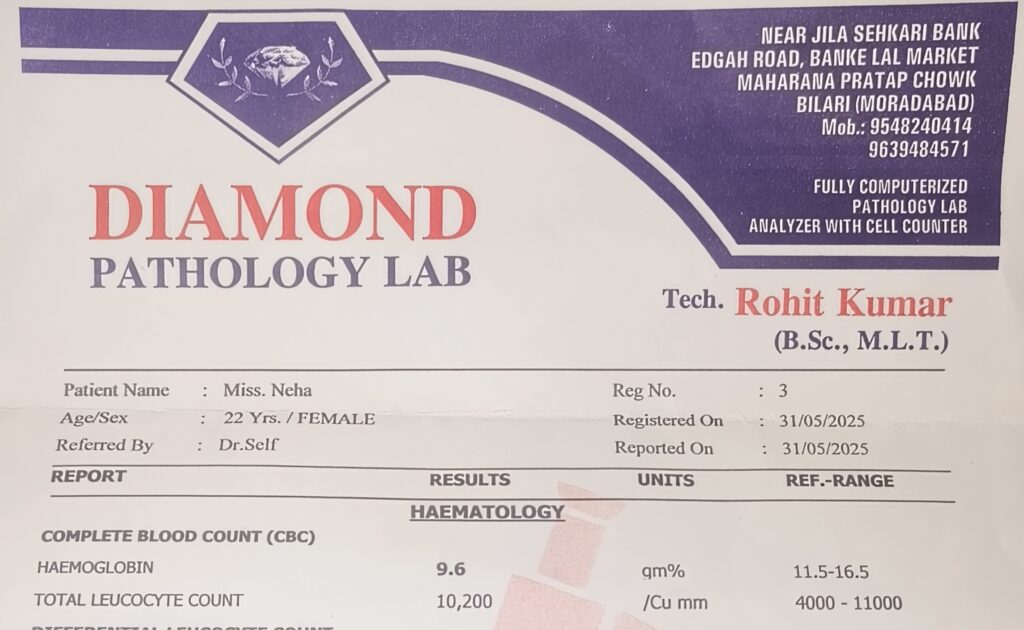 NEAR JILA SEHKARI BANK
EDGAH ROAD, BANKE LAL MARKET
MAHARANA PRATAP CHOWK
BILARI (MORADABAD)
Mob.: 9548240414
9639484571
FULLY COMPUTERIZED
PATHOLOGY LAB
ANALYZER WITH CELL COUNTER
DIAMOND
PATHOLOGY LAB
Tech. Rohit Kumar
(B.Sc., M.L.T.)
Patient Name : Miss. Neha Reg No. : 3
Age/Sex : 22 Yrs. / FEMALE Registered On : 31/05/2025
Referred By : Dr.Self Reported On : 31/05/2025
REPORT RESULTS UNITS REF.-RANGE
HAEMATOLOGY
COMPLETE BLOOD COUNT (CBC)
HAEMOGLOBIN 9.6 gm% 11.5-16.5
TOTAL LEUCOCYTE COUNT 10,200 /Cu mm 4000 - 11000
DIFFERENTIAL LEUCOCYTE COUNT